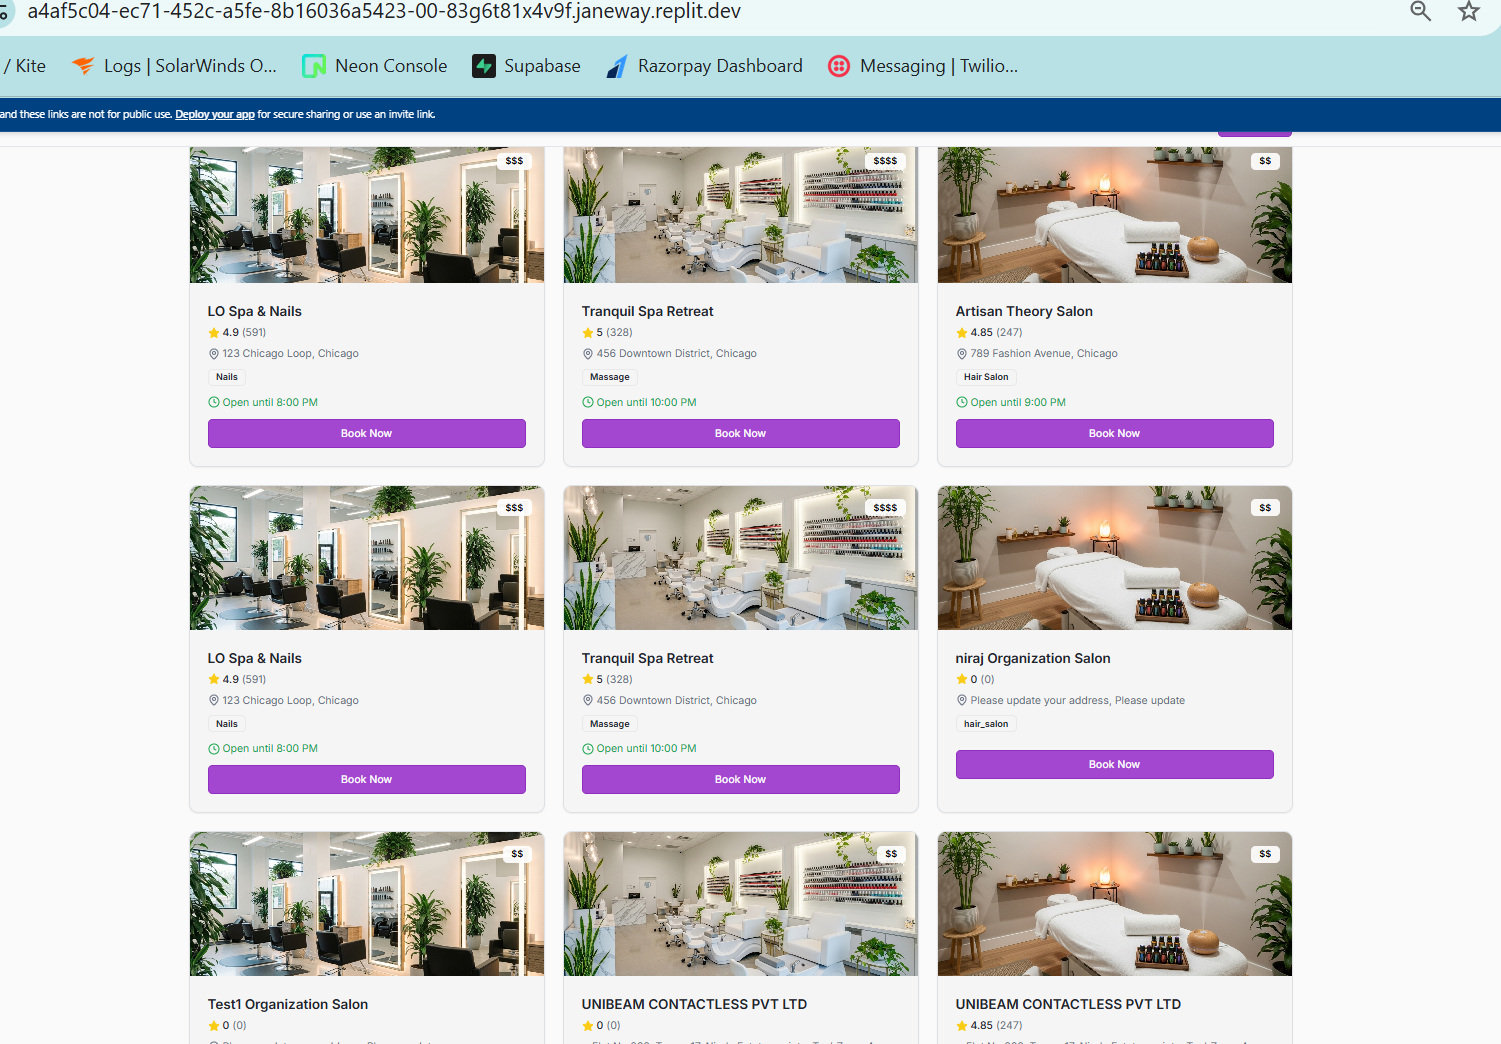 a4af5c04-ec71-452c-a5fe-8b16036a5423-00-83g6t81x4v9f.janeway.replit.dev
/ Kite Logs | SolarWinds O... Neon Console Supabase Razorpay Dashboard Messaging | Twilio...
and these links are not for public use. Deploy your app for secure sharing or use an invite link.
$$$ $$$$ $$
LO Spa & Nails Tranquil Spa Retreat Artisan Theory Salon
4.9 (591) 5 (328) 4.85 (247)
123 Chicago Loop, Chicago 456 Downtown District, Chicago 789 Fashion Avenue, Chicago
Nails Massage Hair Salon
Open until 8:00 PM Open until 10:00 PM Open until 9:00 PM
Book Now Book Now Book Now
$$$ $$$$ $$
LO Spa & Nails Tranquil Spa Retreat niraj Organization Salon
4.9 (591) 5 (328) 0 (0)
123 Chicago Loop, Chicago 456 Downtown District, Chicago Please update your address, Please update
Nails Massage hair_salon
Open until 8:00 PM Open until 10:00 PM
Book Now Book Now Book Now
$$ $$ $$
Test1 Organization Salon UNIBEAM CONTACTLESS PVT LTD UNIBEAM CONTACTLESS PVT LTD
0 (0) 0 (0) 4.85 (247)